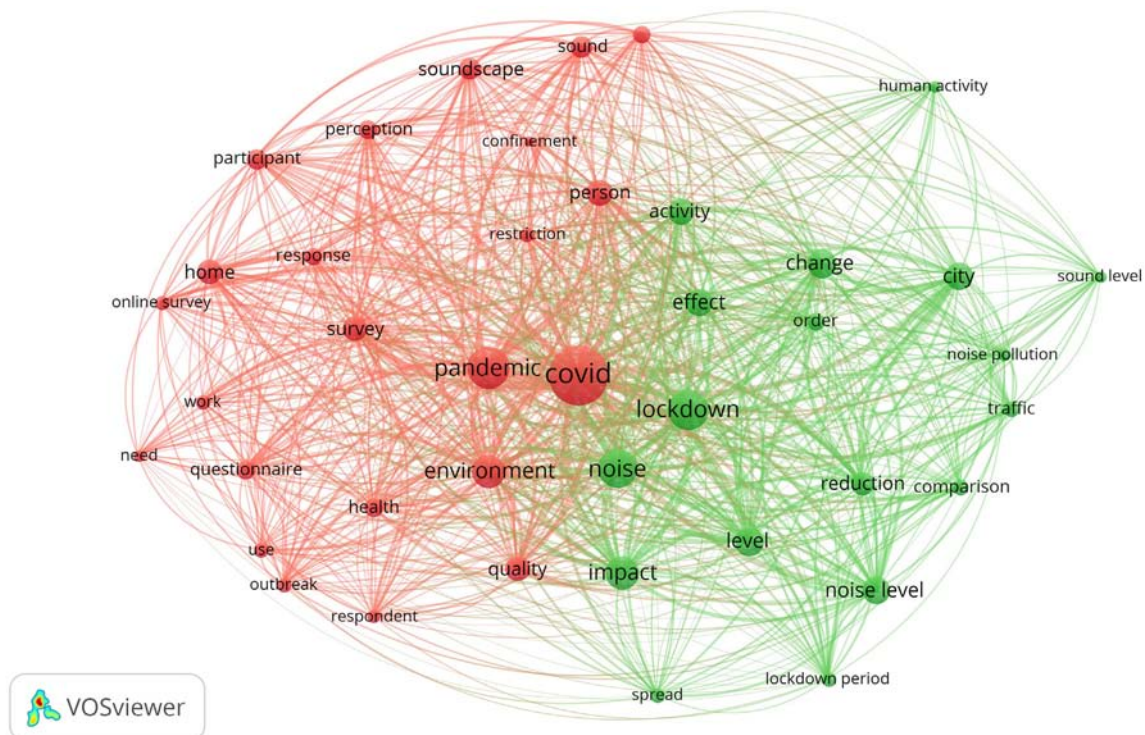 sound
soundscape
human activity
perception
confinement
participant
person
activity
restriction
response
home
change
city
sound level
online survey
effect
order
survey
noise pollution
pandemic
covid
work
lockdown
traffic
need
questionnaire
environment
noise
reduction
comparison
health
level
use
quality
impact
outbreak
noise level
respondent
lockdown period
spread
VOSviewer